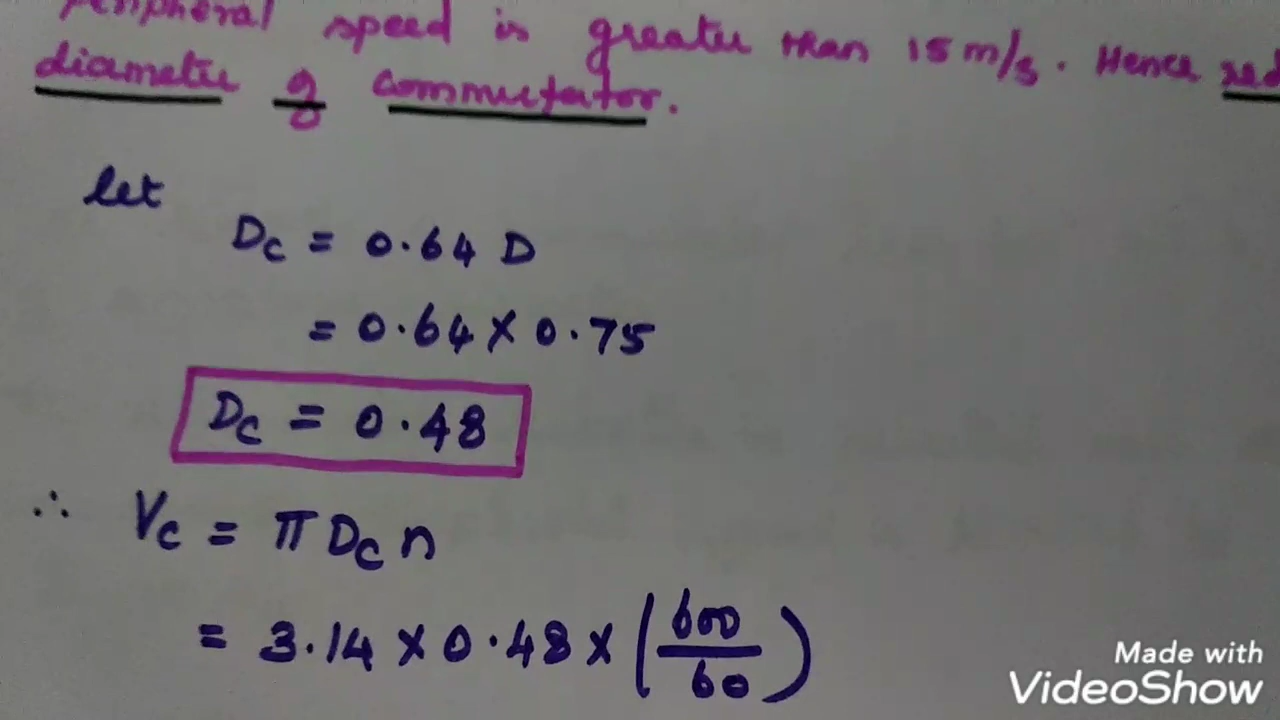 peripheral speed is greater than 15 m/s. Hence red
diameter of commutator.
let
Dc = 0.64 D
= 0.64 × 0.75
Dc = 0.48
∴ Vc = π Dc n
= 3.14 × 0.48 × (600/60)
Made with
VideoShow